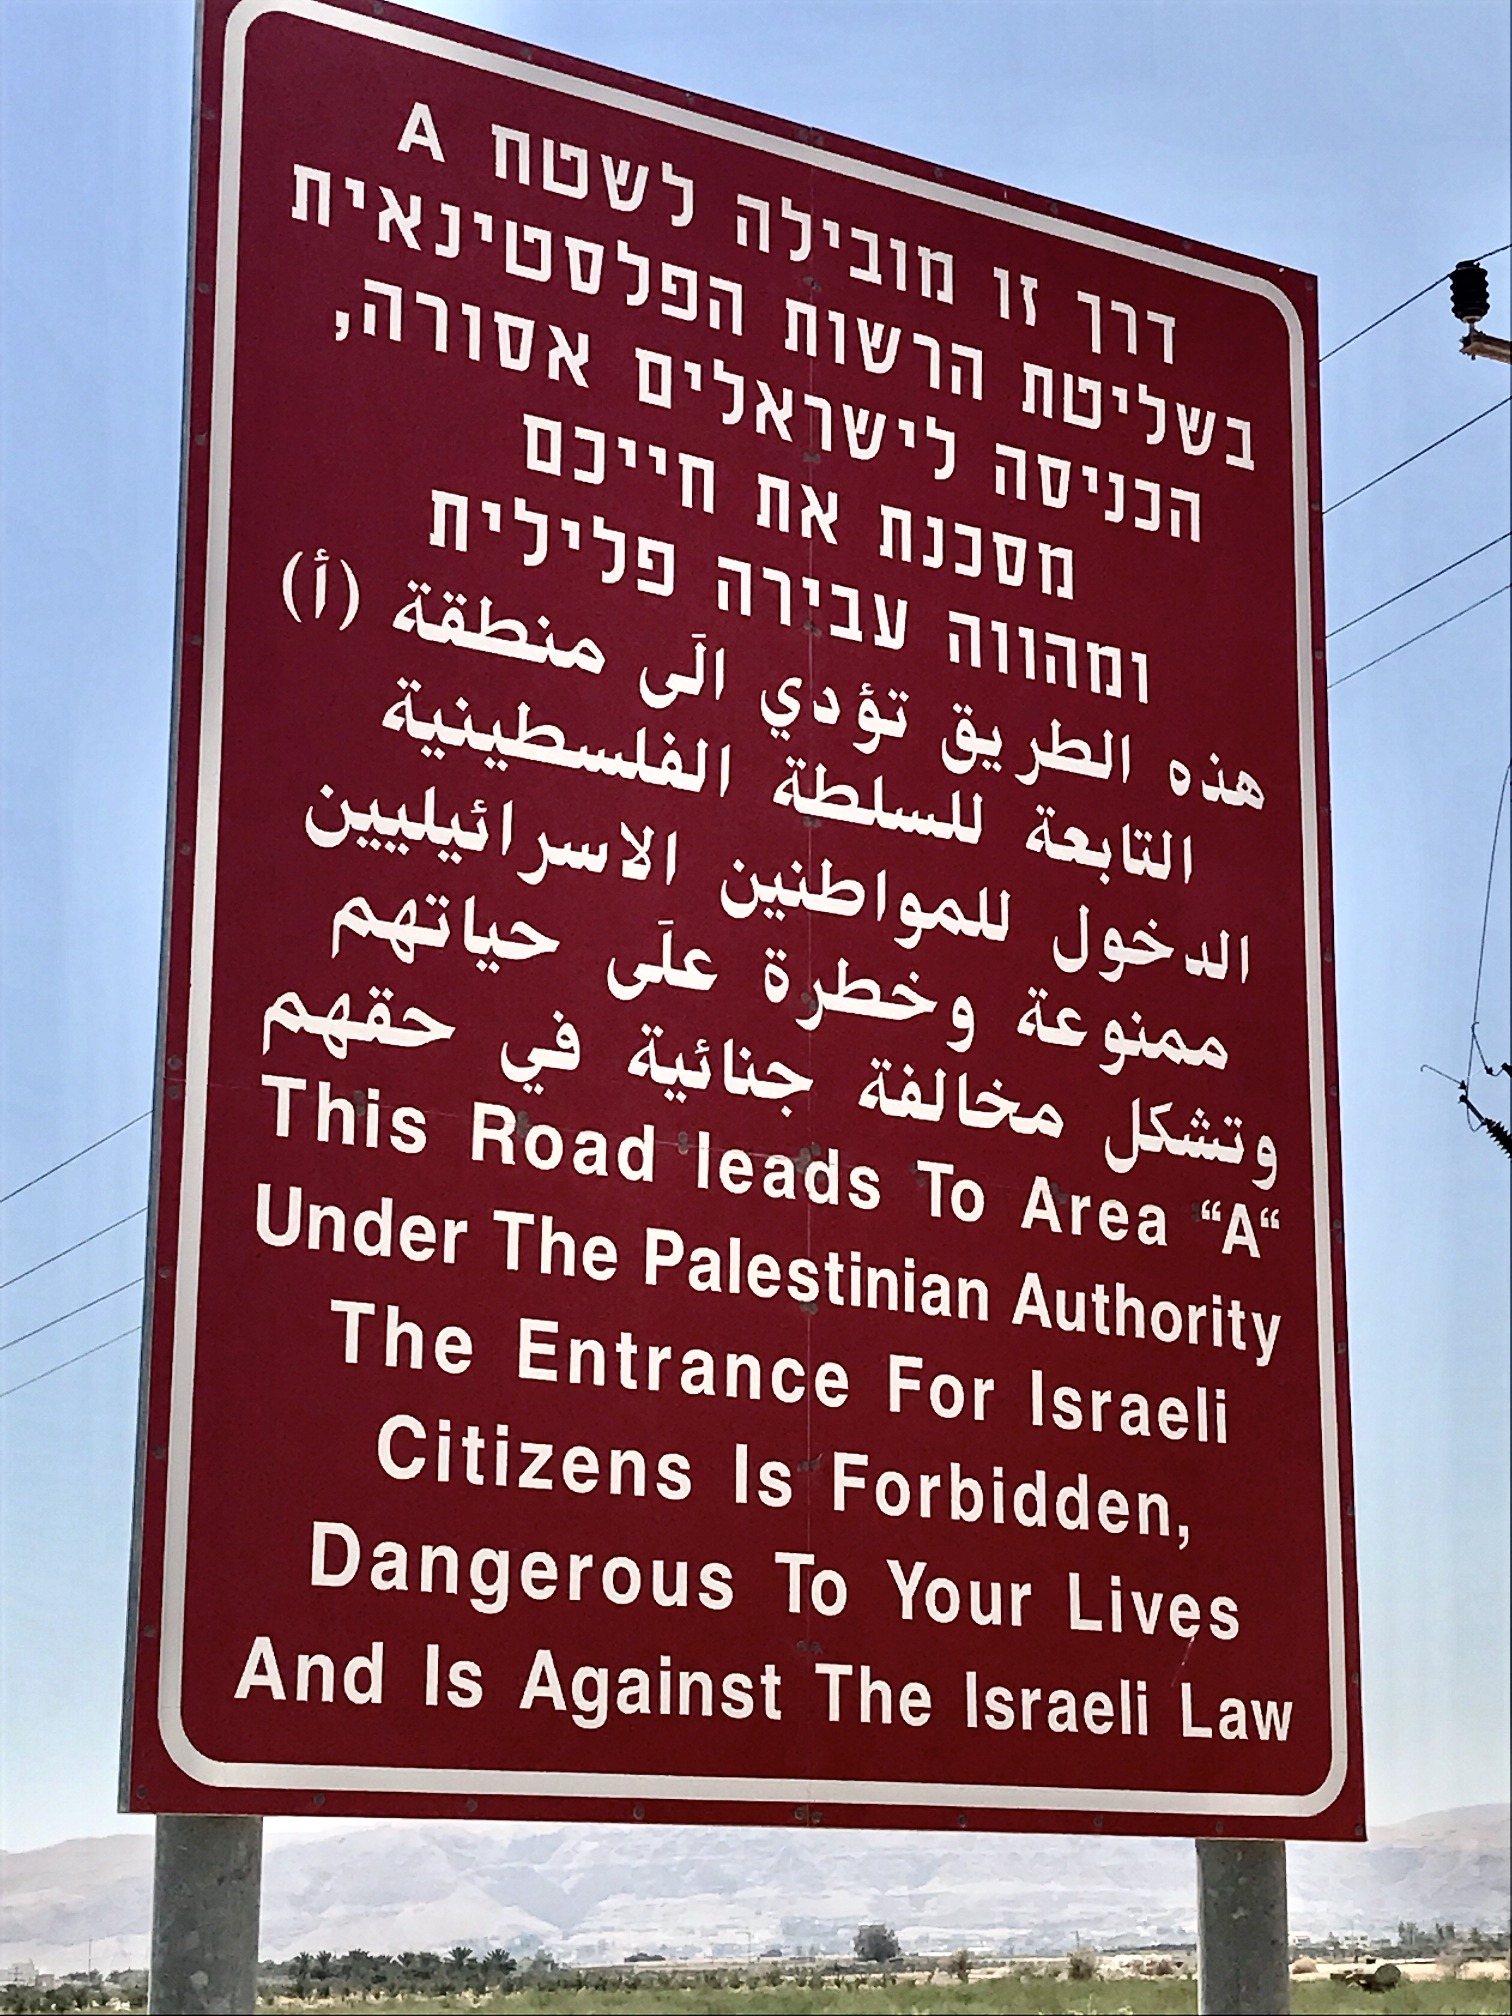 דרך זו מובילה לשטח A
בשליטת הרשות הפלסטינאית
הכניסה לישראלים אסורה,
מסכנת את חייכם
ומהווה עבירה פלילית
هذه الطريق تؤدي الَى منطقة (أ)
التابعة للسلطة الفلسطينية
الدخول للمواطنين الاسرائيليين
ممنوعة وخطرة علَى حياتهم
وتشكل مخالفة جنائية في حقهم
This Road leads To Area “A“
Under The Palestinian Authority
The Entrance For Israeli
Citizens Is Forbidden,
Dangerous To Your Lives
And Is Against The Israeli Law